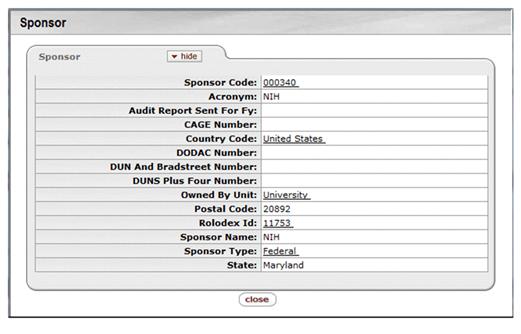 Sponsor
Sponsor hide
Sponsor Code: 000340
Acronym: NIH
Audit Report Sent For Fy:
CAGE Number:
Country Code: United States
DODAC Number:
DUN And Bradstreet Number:
DUNS Plus Four Number:
Owned By Unit: University
Postal Code: 20892
Rolodex Id: 11753
Sponsor Name: NIH
Sponsor Type: Federal
State: Maryland
close